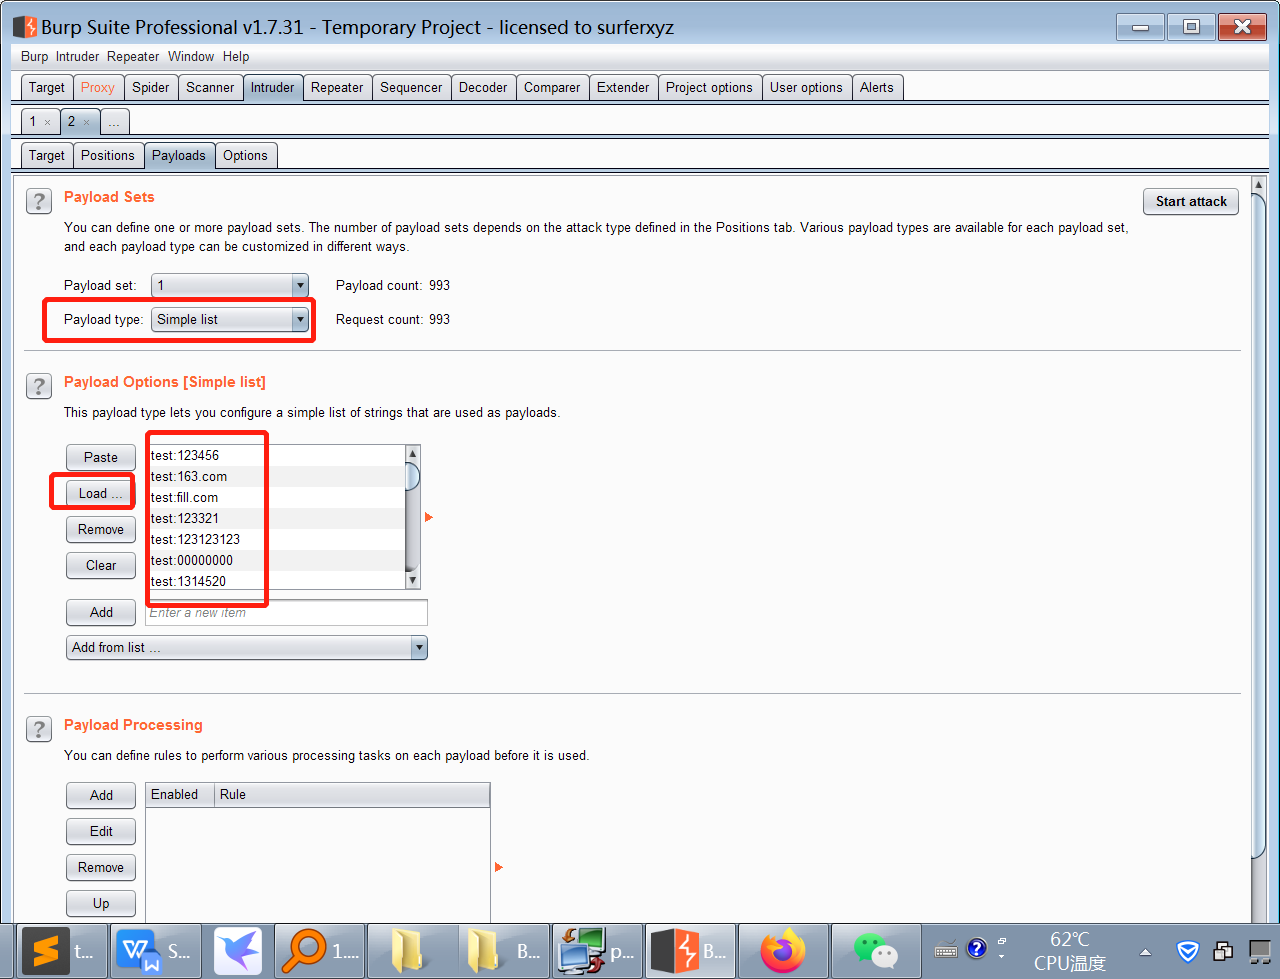 Burp Suite Professional v1.7.31 - Temporary Project - licensed to surferxyz
Burp Intruder Repeater Window Help
Target Proxy Spider Scanner Intruder Repeater Sequencer Decoder Comparer Extender Project options User options Alerts
1 × 2 × ...
Target Positions Payloads Options
? Payload Sets
Start attack
You can define one or more payload sets. The number of payload sets depends on the attack type defined in the Positions tab. Various payload types are available for each payload set,
and each payload type can be customized in different ways.
Payload set: 1 Payload count: 993
Payload type: Simple list Request count: 993
? Payload Options [Simple list]
This payload type lets you configure a simple list of strings that are used as payloads.
Paste
Load ...
Remove
Clear
test:123456
test:163.com
test:fill.com
test:123321
test:123123123
test:00000000
test:1314520
Add Enter a new item
Add from list ...
? Payload Processing
You can define rules to perform various processing tasks on each payload before it is used.
Add Enabled Rule
Edit
Remove
Up
t... S... 1.... B... p... B... 62℃
CPU温度